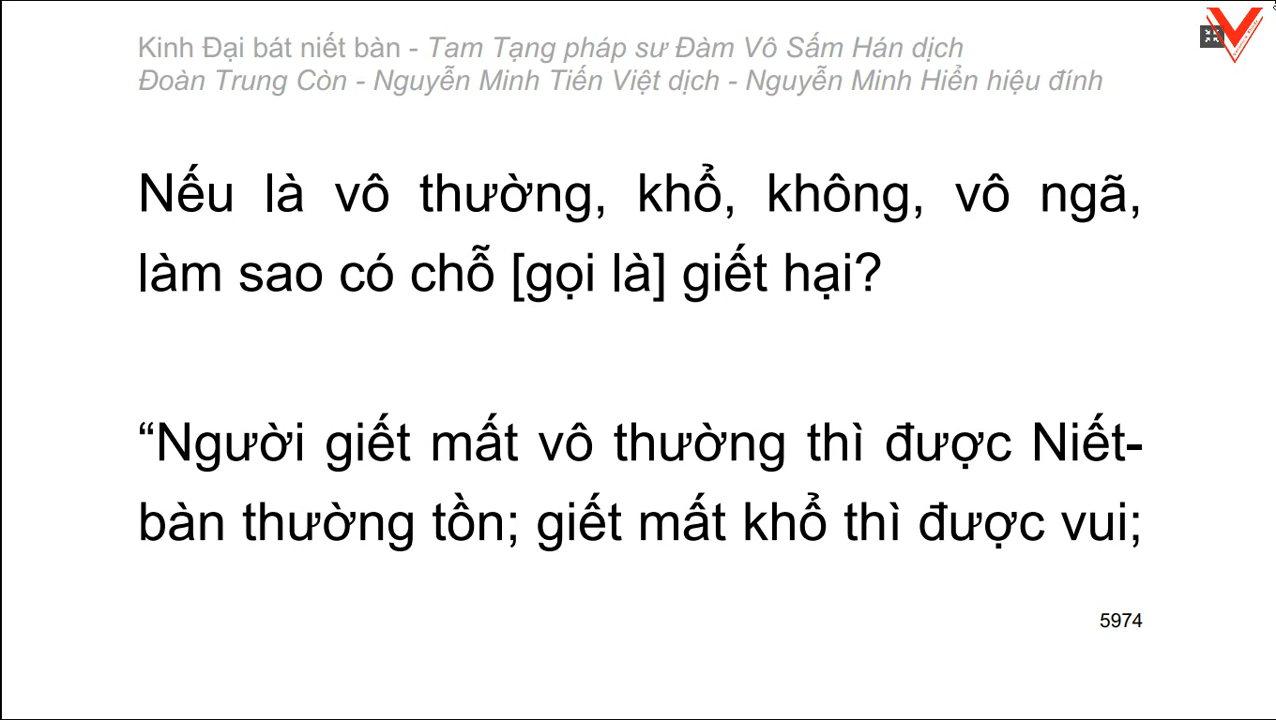 Kinh Đại bát niết bàn - Tam Tạng pháp sư Đàm Vô Sấm Hán dịch
Đoàn Trung Còn - Nguyễn Minh Tiến Việt dịch - Nguyễn Minh Hiển hiệu đính
Nếu là vô thường, khổ, không, vô ngã,
làm sao có chỗ [gọi là] giết hại?
“Người giết mất vô thường thì được Niết-
bàn thường tồn; giết mất khổ thì được vui;
5974